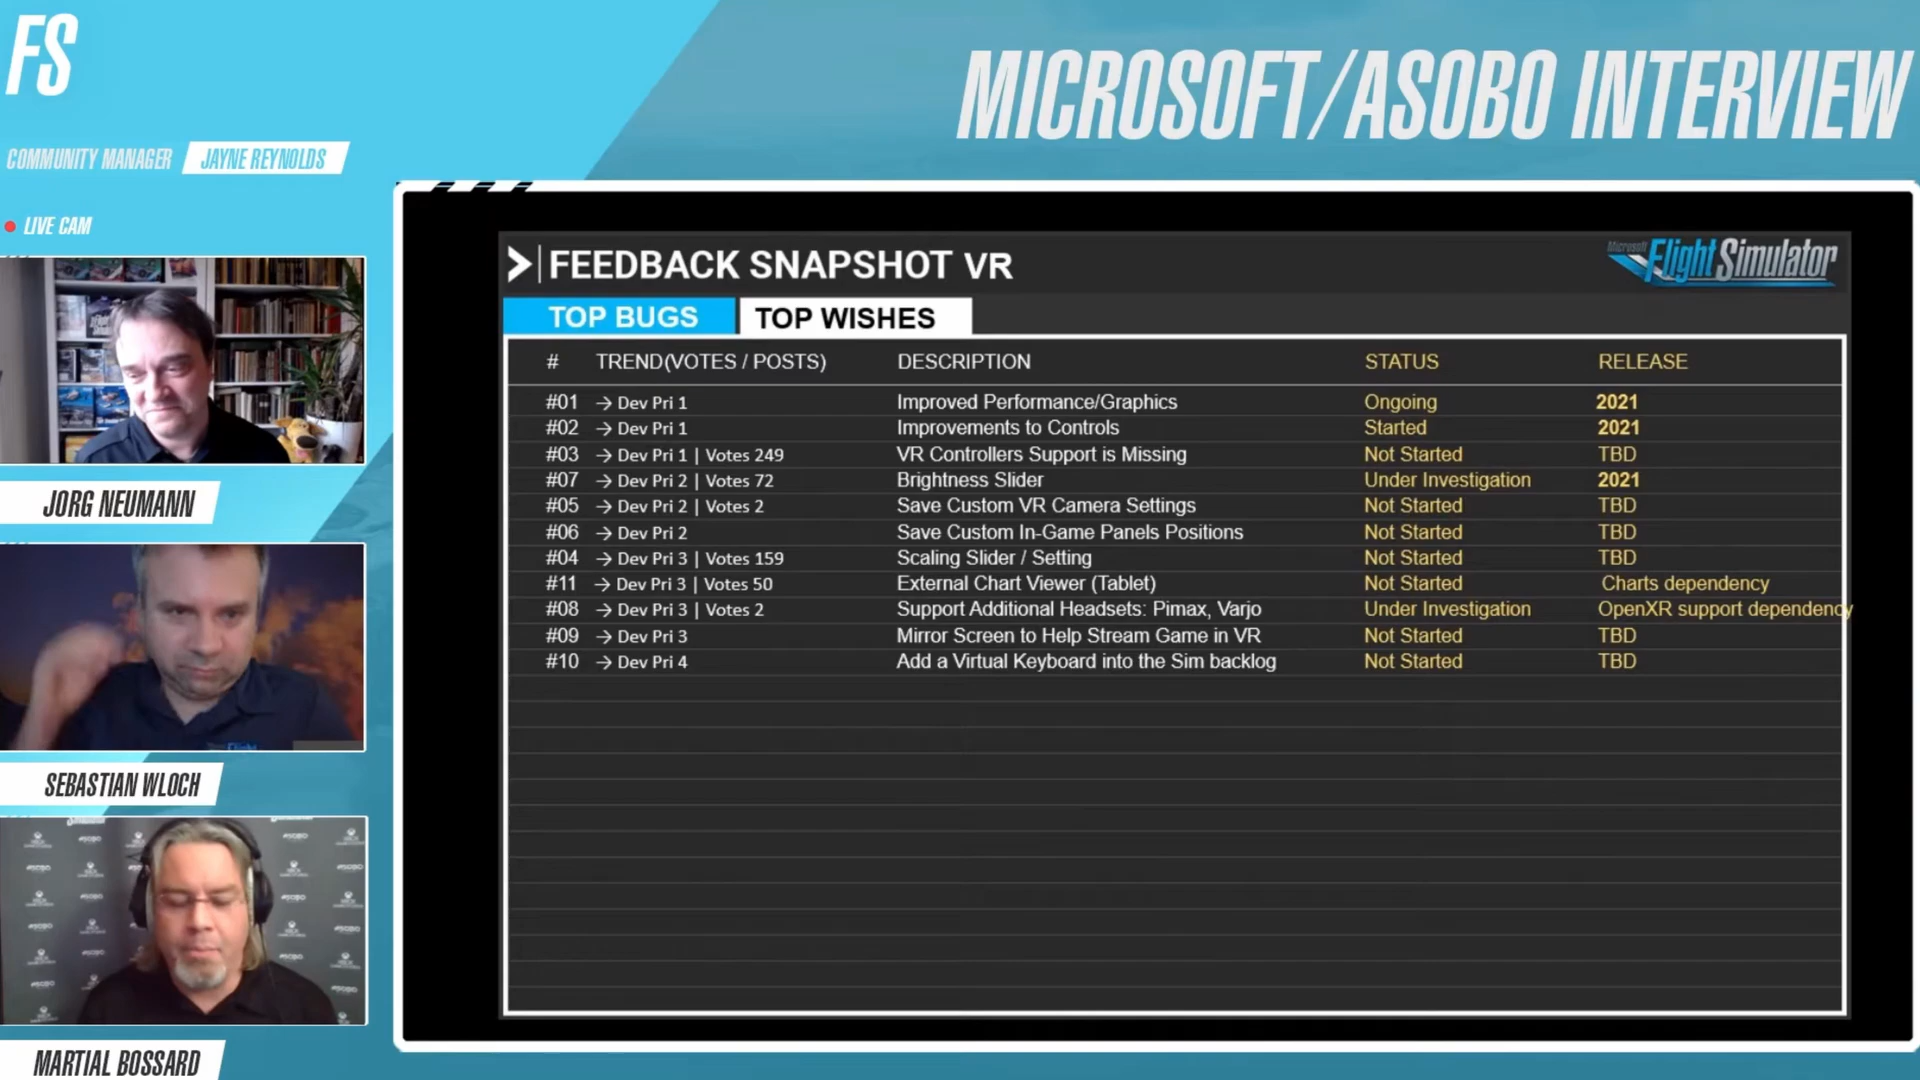 FS
MICROSOFT/ASOBO INTERVIEW
COMMUNITY MANAGER JAYNE REYNOLDS
LIVE CAM
JORG NEUMANN
SEBASTIAN WLOCH
MARTIAL BOSSARD
FEEDBACK SNAPSHOT VR
Microsoft Flight Simulator
TOP BUGS TOP WISHES
# TREND(VOTES / POSTS) DESCRIPTION STATUS RELEASE
#01 → Dev Pri 1 Improved Performance/Graphics Ongoing 2021
#02 → Dev Pri 1 Improvements to Controls Started 2021
#03 → Dev Pri 1 | Votes 249 VR Controllers Support is Missing Not Started TBD
#07 → Dev Pri 2 | Votes 72 Brightness Slider Under Investigation 2021
#05 → Dev Pri 2 | Votes 2 Save Custom VR Camera Settings Not Started TBD
#06 → Dev Pri 2 Save Custom In-Game Panels Positions Not Started TBD
#04 → Dev Pri 3 | Votes 159 Scaling Slider / Setting Not Started TBD
#11 → Dev Pri 3 | Votes 50 External Chart Viewer (Tablet) Not Started Charts dependency
#08 → Dev Pri 3 | Votes 2 Support Additional Headsets: Pimax, Varjo Under Investigation OpenXR support dependency
#09 → Dev Pri 3 Mirror Screen to Help Stream Game in VR Not Started TBD
#10 → Dev Pri 4 Add a Virtual Keyboard into the Sim backlog Not Started TBD